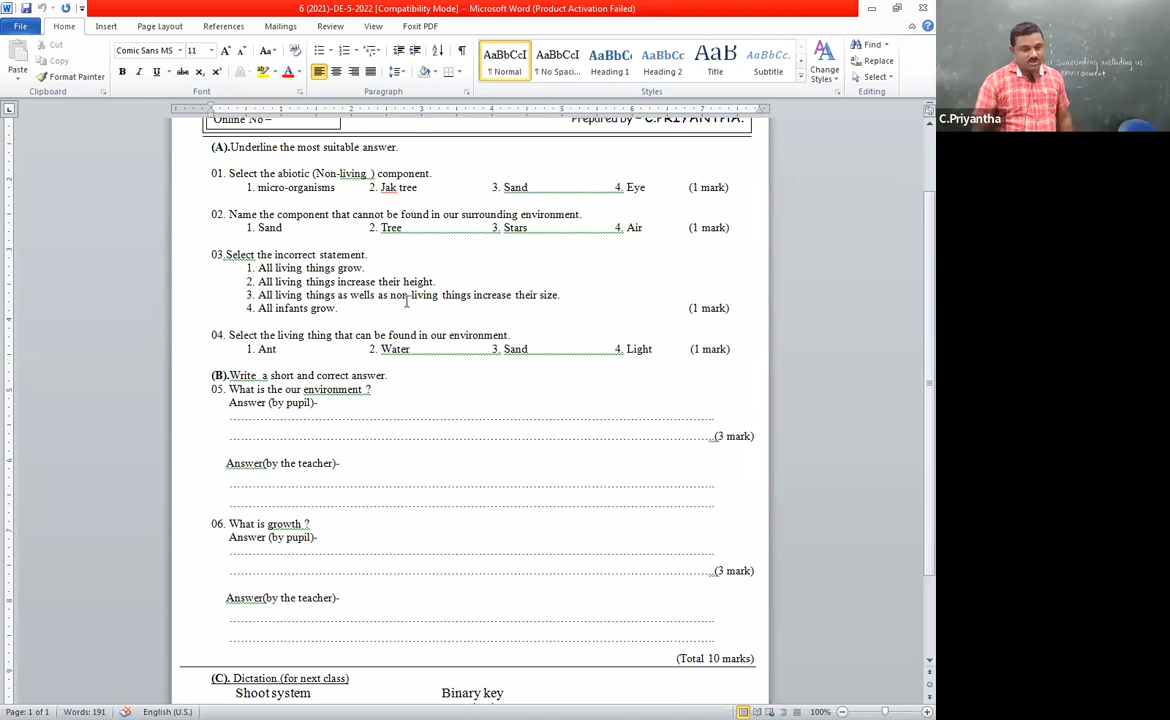 6 (2021)-DE-5-2022 [Compatibility Mode] - Microsoft Word (Product Activation Failed)
File Home Insert Page Layout References Mailings Review View Foxit PDF
Cut
Copy
Format Painter
Paste
Clipboard
Comic Sans MS 11
Font
Paragraph
AaBbCcI AaBbCcI AaBbCc AaBbCc AaB AaBbCc.
¶ Normal ¶ No Spaci... Heading 1 Heading 2 Title Subtitle
Change Styles
Styles
Find
Replace
Select
Editing
Surrounding including us
environment
C.Priyantha
Online No –
Prepared by – C.PRIYANTHA.
(A).Underline the most suitable answer.
01. Select the abiotic (Non-living ) component.
1. micro-organisms 2. Jak tree 3. Sand 4. Eye (1 mark)
02. Name the component that cannot be found in our surrounding environment.
1. Sand 2. Tree 3. Stars 4. Air (1 mark)
03.Select the incorrect statement.
1. All living things grow.
2. All living things increase their height.
3. All living things as wells as non-living things increase their size.
4. All infants grow. (1 mark)
04. Select the living thing that can be found in our environment.
1. Ant 2. Water 3. Sand 4. Light (1 mark)
(B).Write a short and correct answer.
05. What is the our environment ?
Answer (by pupil)-
(3 mark)
Answer(by the teacher)-
06. What is growth ?
Answer (by pupil)-
(3 mark)
Answer(by the teacher)-
(Total 10 marks)
(C). Dictation.(for next class)
Shoot system Binary key
Page: 1 of 1 Words: 191 English (U.S.) 100%